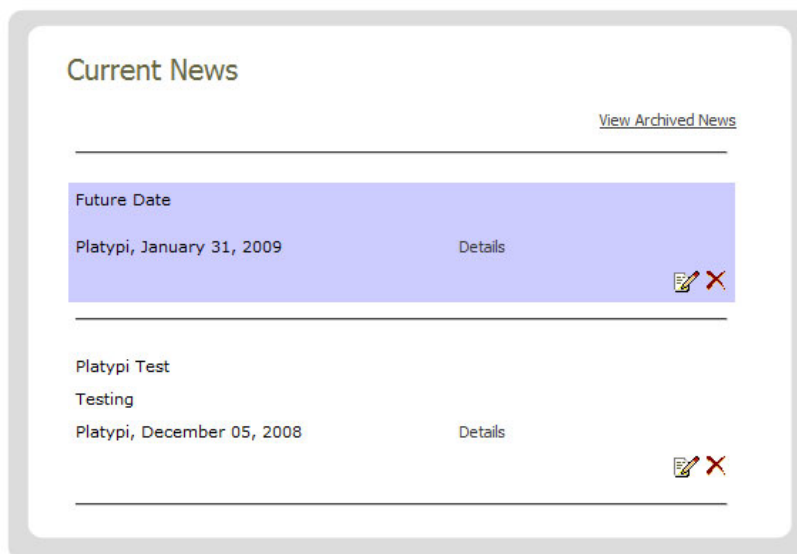 Current News
View Archived News
Future Date
Platypi, January 31, 2009 Details
Platypi Test
Testing
Platypi, December 05, 2008 Details